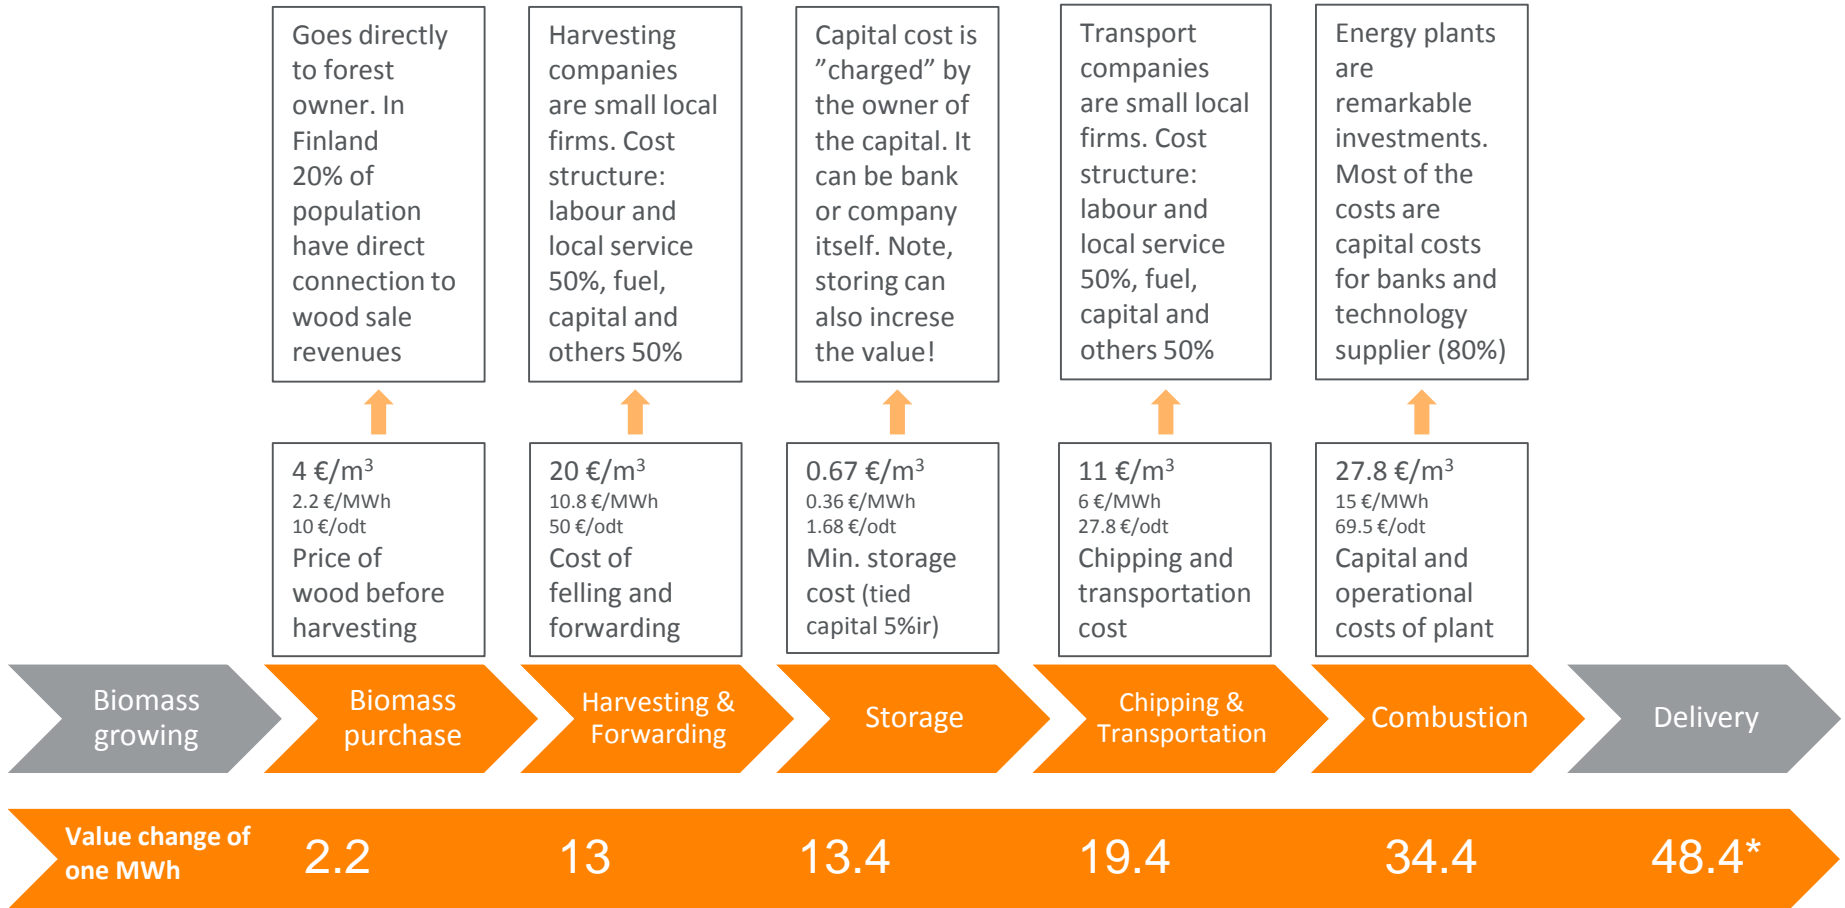 Goes directly
to forest
owner. In
Finland
20% of
population
have direct
connection to
wood sale
revenues
Harvesting
companies
are small local
firms. Cost
structure:
labour and
local service
50%, fuel,
capital and
others 50%
Capital cost is
”charged” by
the owner of
the capital. It
can be bank
or company
itself. Note,
storing can
also increse
the value!
Transport
companies
are small local
firms. Cost
structure:
labour and
local service
50%, fuel,
capital and
others 50%
Energy plants
are
remarkable
investments.
Most of the
costs are
capital costs
for banks and
technology
supplier (80%)
4 €/m³
2.2 €/MWh
10 €/odt
Price of
wood before
harvesting
20 €/m³
10.8 €/MWh
50 €/odt
Cost of
felling and
forwarding
0.67 €/m³
0.36 €/MWh
1.68 €/odt
Min. storage
cost (tied
capital 5%ir)
11 €/m³
6 €/MWh
27.8 €/odt
Chipping and
transportation
cost
27.8 €/m³
15 €/MWh
69.5 €/odt
Capital and
operational
costs of plant
Biomass
growing
Biomass
purchase
Harvesting &
Forwarding
Storage
Chipping &
Transportation
Combustion
Delivery
Value change of
one MWh
2.2
13
13.4
19.4
34.4
48.4*